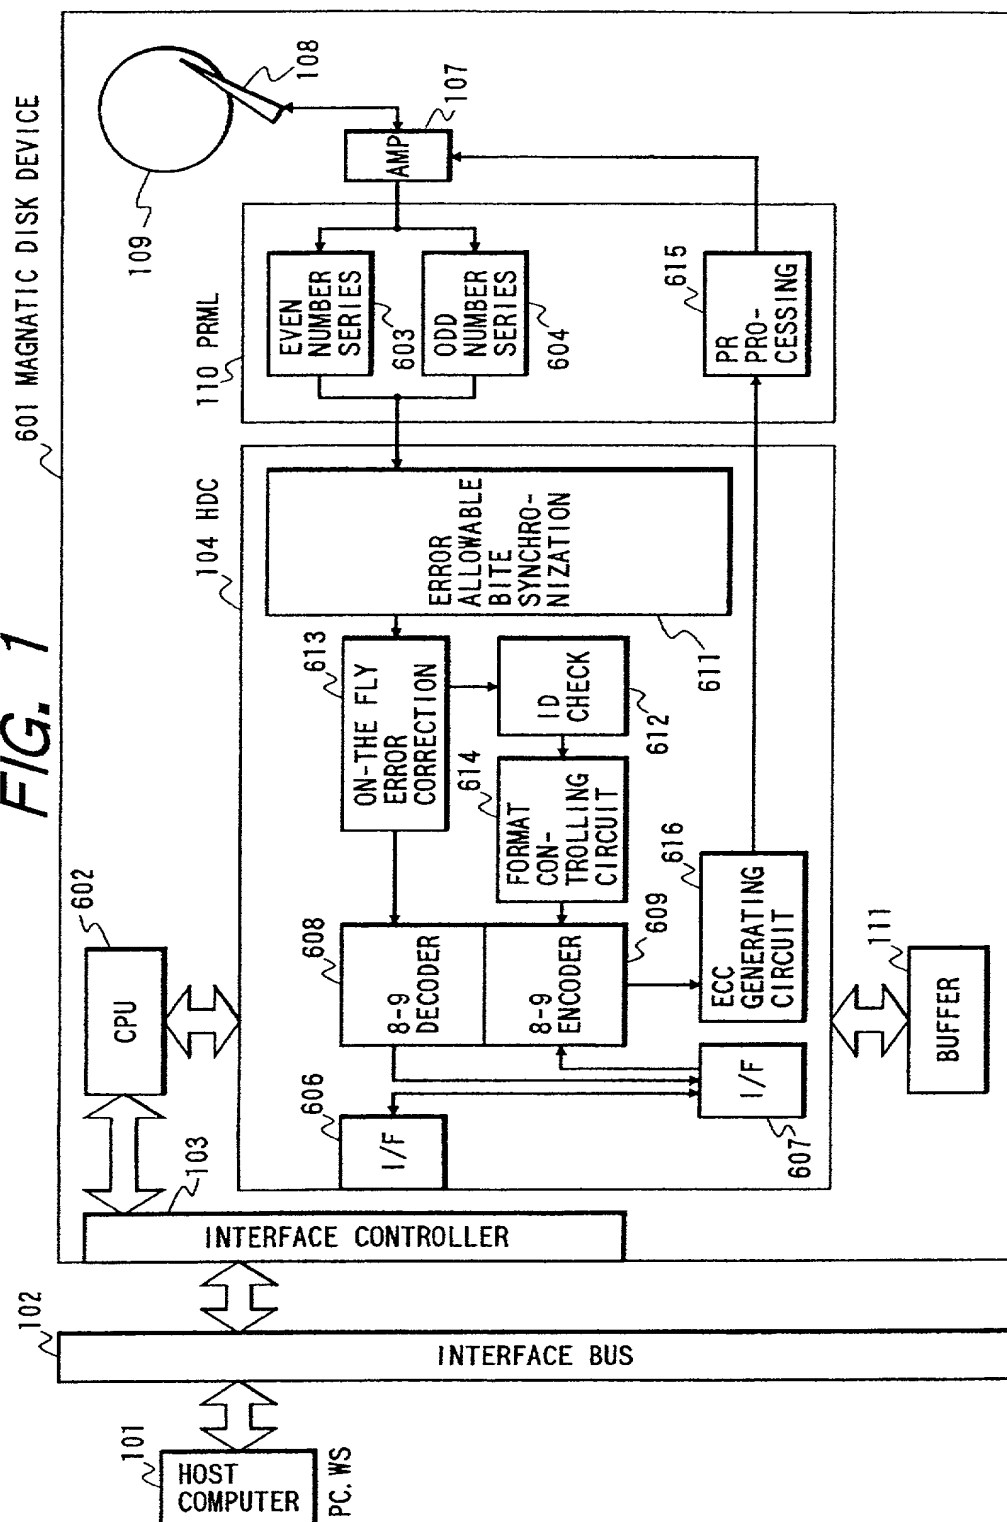 FIG. 1
601 MAGNATIC DISK DEVICE
101
HOST
COMPUTER
PC.WS
102
INTERFACE BUS
103
INTERFACE CONTROLLER
602
CPU
104 HDC
606
I/F
607
I/F
608
8-9
DECODER
8-9
ENCODER
609
613
ON-THE FLY
ERROR
CORRECTION
614
FORMAT
CON-
TROLLING
CIRCUIT
ID
CHECK
612
616
ECC
GENERATING
CIRCUIT
ERROR
ALLOWABLE
BITE
SYNCHRO-
NIZATION
611
111
BUFFER
110 PRML
EVEN
NUMBER
SERIES
603
ODD
NUMBER
SERIES
604
615
PR
PRO-
CESSING
AMP
107
108
109